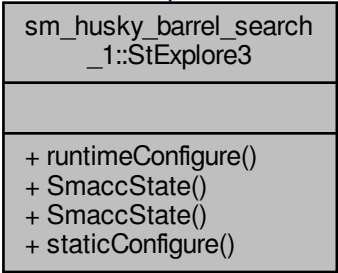 sm_husky_barrel_search
_1::StExplore3
+ runtimeConfigure()
+ SmaccState()
+ SmaccState()
+ staticConfigure()